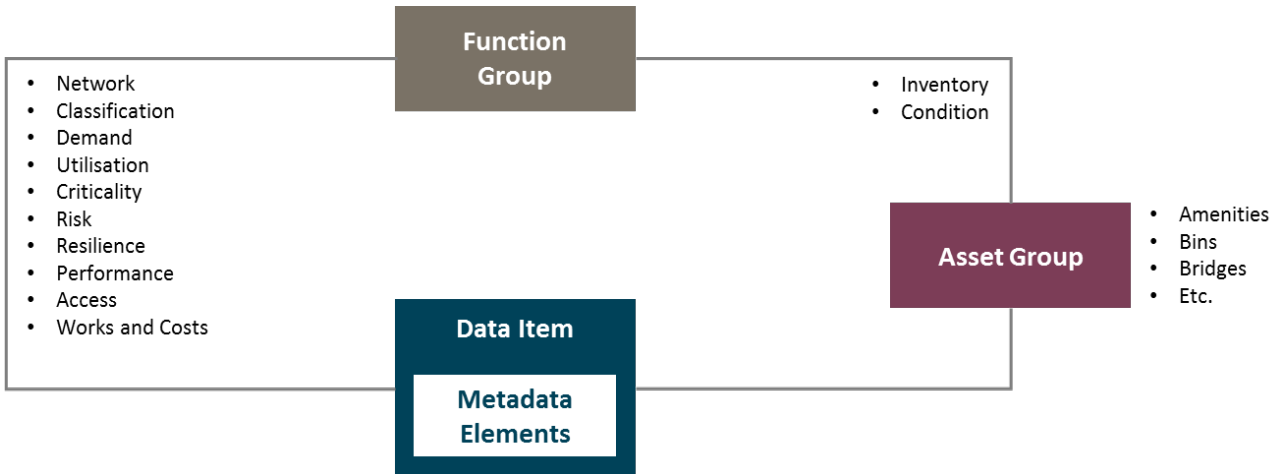 Function
Group
• Network
• Classification
• Demand
• Utilisation
• Criticality
• Risk
• Resilience
• Performance
• Access
• Works and Costs
• Inventory
• Condition
Asset Group
• Amenities
• Bins
• Bridges
• Etc.
Data Item
Metadata
Elements